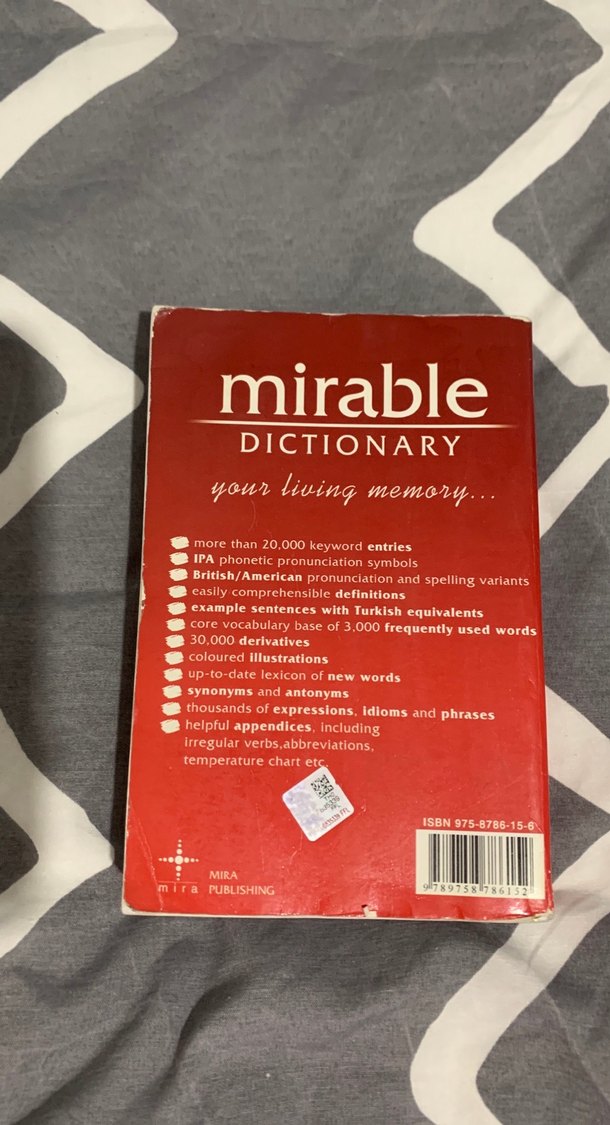 mirable
DICTIONARY
your living memory...
more than 20,000 keyword entries
IPA phonetic pronunciation symbols
British/American pronunciation and spelling variants
easily comprehensible definitions
example sentences with Turkish equivalents
core vocabulary base of 3,000 frequently used words
30,000 derivatives
coloured illustrations
up-to-date lexicon of new words
synonyms and antonyms
thousands of expressions, idioms and phrases
helpful appendices, including
irregular verbs,abbreviations,
temperature chart etc.
ISBN 975-8786-15-6
9 789758 786152
mira
MIRA
PUBLISHING